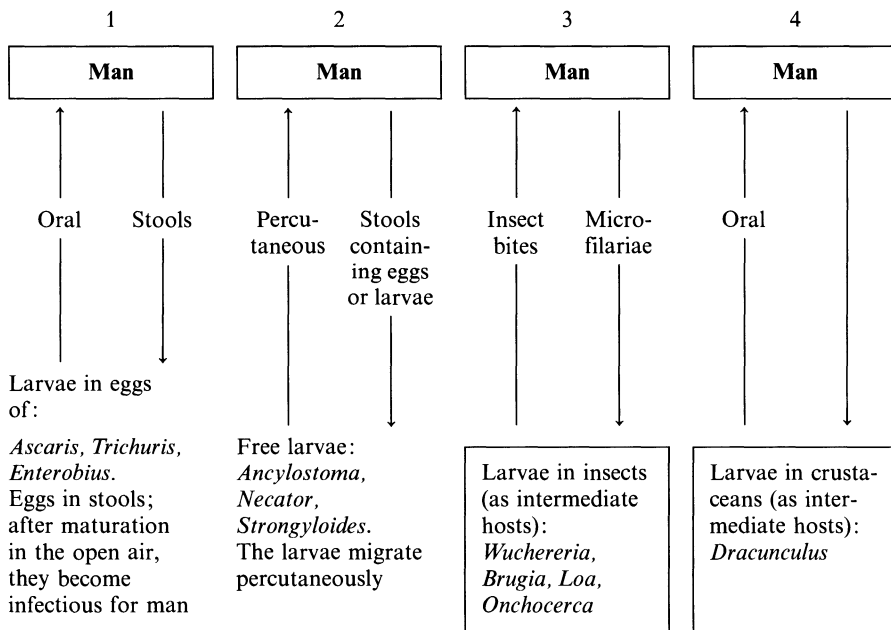 1
Man
Oral
Stools
Larvae in eggs
of:
Ascaris, Trichuris,
Enterobius.
Eggs in stools;
after maturation
in the open air,
they become
infectious for man
2
Man
Percu-
taneous
Stools
contain-
ing eggs
or larvae
Free larvae:
Ancylostoma,
Necator,
Strongyloides.
The larvae migrate
percutaneously
3
Man
Insect
bites
Micro-
filariae
Larvae in insects
(as intermediate
hosts):
Wuchereria,
Brugia, Loa,
Onchocerca
4
Man
Oral
Larvae in crusta-
ceans (as inter-
mediate hosts):
Dracunculus